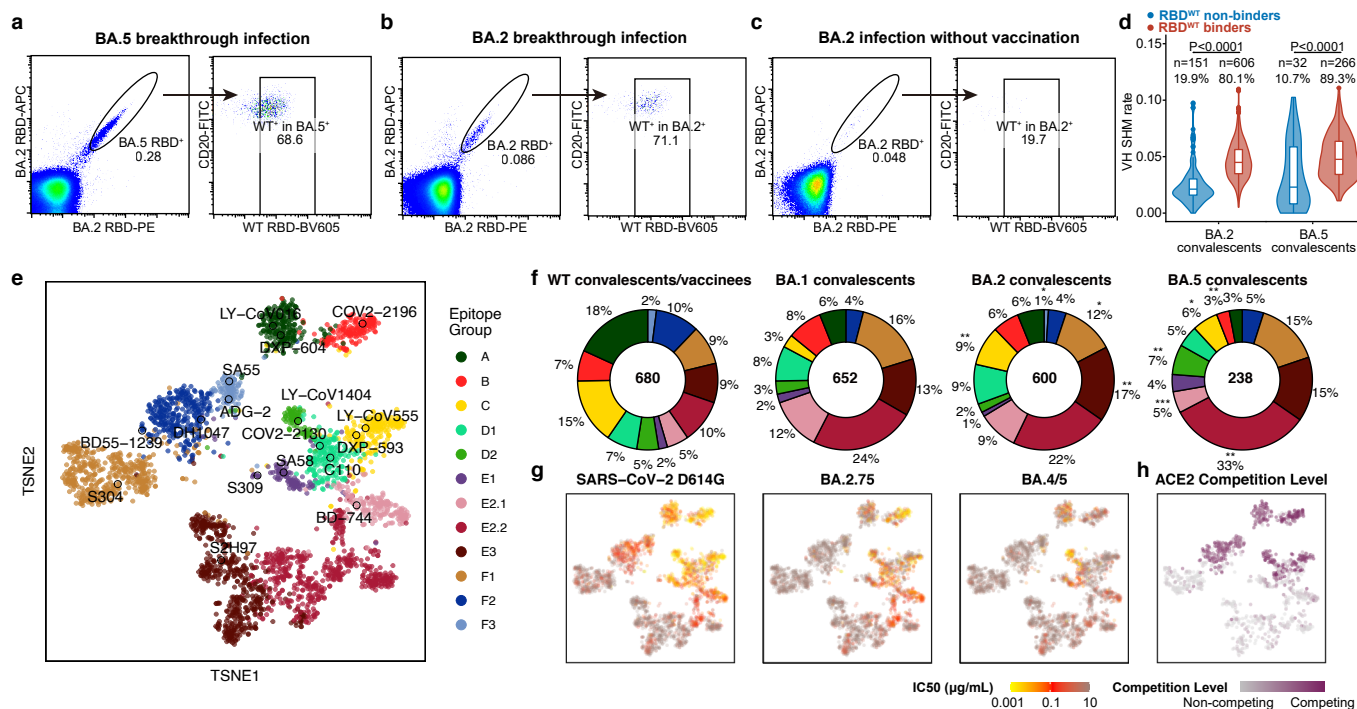 a
BA.5 breakthrough infection
BA.2 RBD-APC
BA.5 RBD⁺
0.28
BA.2 RBD-PE
CD20-FITC
WT⁺ in BA.5⁺
68.6
WT RBD-BV605
b
BA.2 breakthrough infection
BA.2 RBD-APC
BA.2 RBD⁺
0.086
BA.2 RBD-PE
CD20-FITC
WT⁺ in BA.2⁺
71.1
WT RBD-BV605
c
BA.2 infection without vaccination
BA.2 RBD-APC
BA.2 RBD⁺
0.048
BA.2 RBD-PE
CD20-FITC
WT⁺ in BA.2⁺
19.7
WT RBD-BV605
d
RBDᵂᵀ non-binders
RBDᵂᵀ binders
P<0.0001 P<0.0001
n=151 n=606 n=32 n=266
19.9% 80.1% 10.7% 89.3%
VH SHM rate
0.15
0.10
0.05
0.00
BA.2 convalescents
BA.5 convalescents
e
LY−CoV016
COV2−2196
DXP−604
SA55
ADG−2
LY−CoV1404
LY−CoV555
COV2−2130
DH1047
BD55−1239
DXP−593
SA58
C110
S309
S304
BD−744
S2H97
TSNE2
TSNE1
Epitope
Group
A
B
C
D1
D2
E1
E2.1
E2.2
E3
F1
F2
F3
f
WT convalescents/vaccinees
2%
10%
9%
9%
10%
5%
2%
5%
7%
15%
7%
18%
680
BA.1 convalescents
4%
16%
13%
24%
12%
2%
3%
8%
3%
8%
6%
652
BA.2 convalescents
*
1%
4%
*
12%
**
17%
22%
9%
1%
2%
9%
**
9%
6%
6%
600
BA.5 convalescents
5%
15%
15%
**
33%
***
5%
4%
**
7%
5%
*
6%
**
3%
3%
238
g
SARS−CoV−2 D614G
BA.2.75
BA.4/5
IC50 (μg/mL)
0.001 0.1 10
h
ACE2 Competition Level
Competition Level
Non-competing Competing